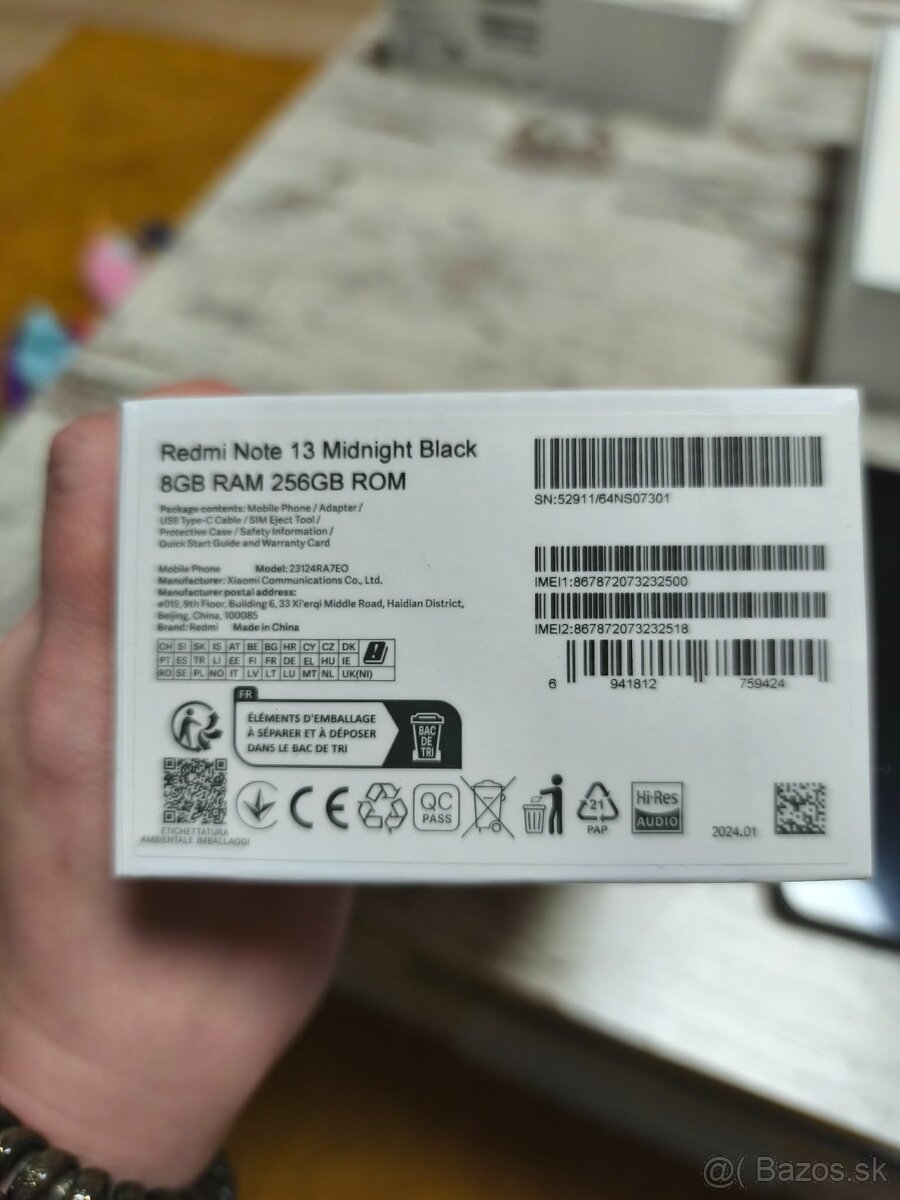 Redmi Note 13 Midnight Black
8GB RAM 256GB ROM
Package contents: Mobile Phone / Adapter /
USB Type-C Cable / SIM Eject Tool /
Protective Case / Safety Information /
Quick Start Guide and Warranty Card
Mobile Phone Model: 23124RA7EO
Manufacturer: Xiaomi Communications Co., Ltd.
Manufacturer postal address:
#019, 9th Floor, Building 6, 33 Xi'erqi Middle Road, Haidian District,
Beijing, China, 100085
Brand: Redmi Made in China
CH SI SK IS AT BE BG HR CY CZ DK
PT ES TR LI EE FI FR DE EL HU IE
RO SE PL NO IT LV LT LU MT NL UK(NI)
SN:52911/64NS07301
IMEI1:867872073232500
IMEI2:867872073232518
6 941812 759424
FR
ÉLÉMENTS D'EMBALLAGE
À SÉPARER ET À DÉPOSER
DANS LE BAC DE TRI
BAC
DE
TRI
ETICHETTATURA
AMBIENTALE IMBALLAGGI
CE
QC
PASS
21
PAP
Hi-Res
AUDIO
2024.01
@( Bazos.sk